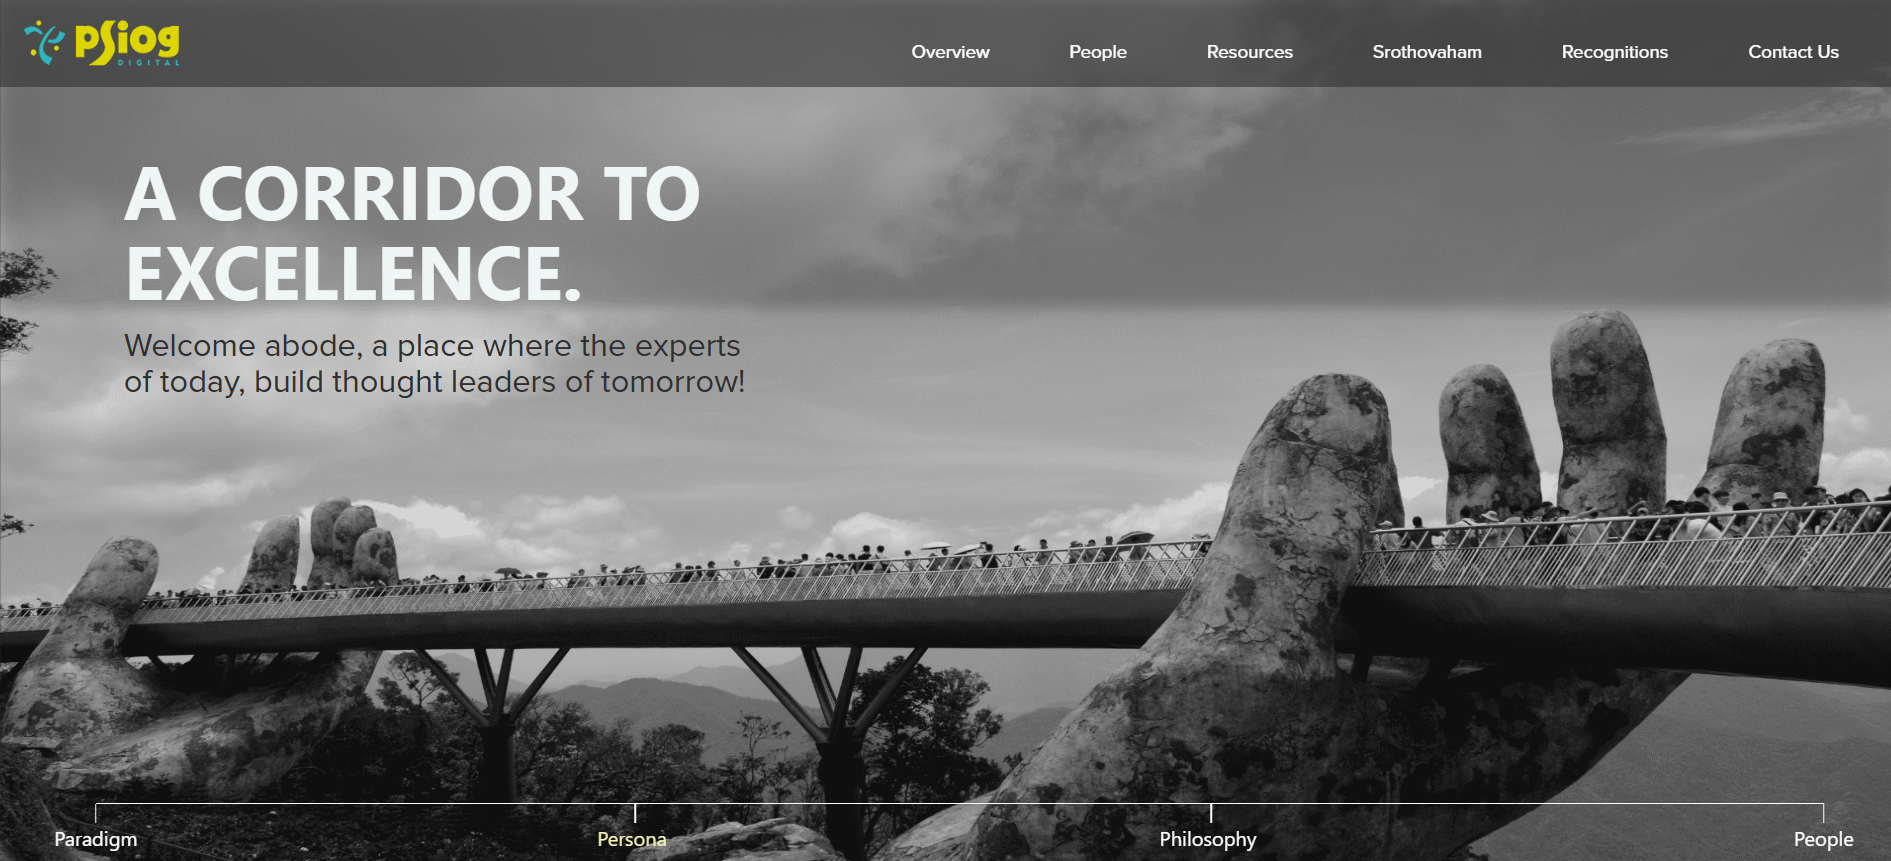 pSiog
DIGITAL
Overview
People
Resources
Srothovaham
Recognitions
Contact Us
A CORRIDOR TO
EXCELLENCE.
Welcome abode, a place where the experts
of today, build thought leaders of tomorrow!
Paradigm
Persona
Philosophy
People